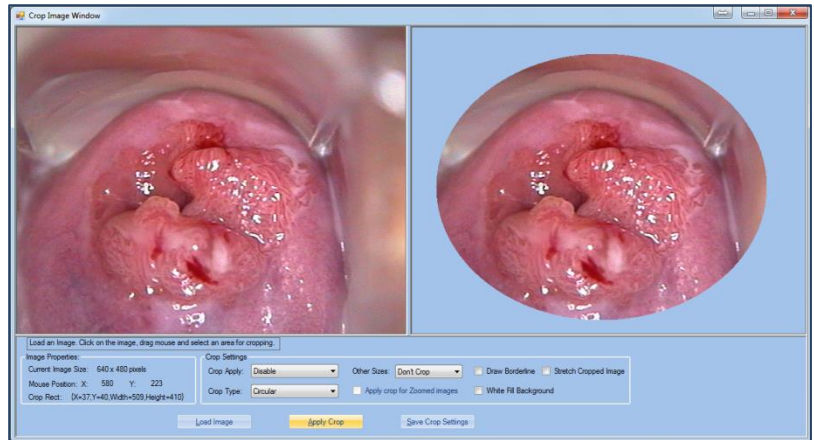 Crop Image Window
Load an Image. Click on the image, drag mouse and select an area for cropping.
Image Properties:
Current Image Size: 640 x 480 pixels
Mouse Position: X: 580 Y: 223
Crop Rect: {X=37,Y=40,Width=509,Height=410}
Crop Settings
Crop Apply: Disable Other Sizes: Don't Crop Draw Borderline Stretch Cropped Image
Crop Type: Circular Apply crop for Zoomed images White Fill Background
Load Image Apply Crop Save Crop Settings